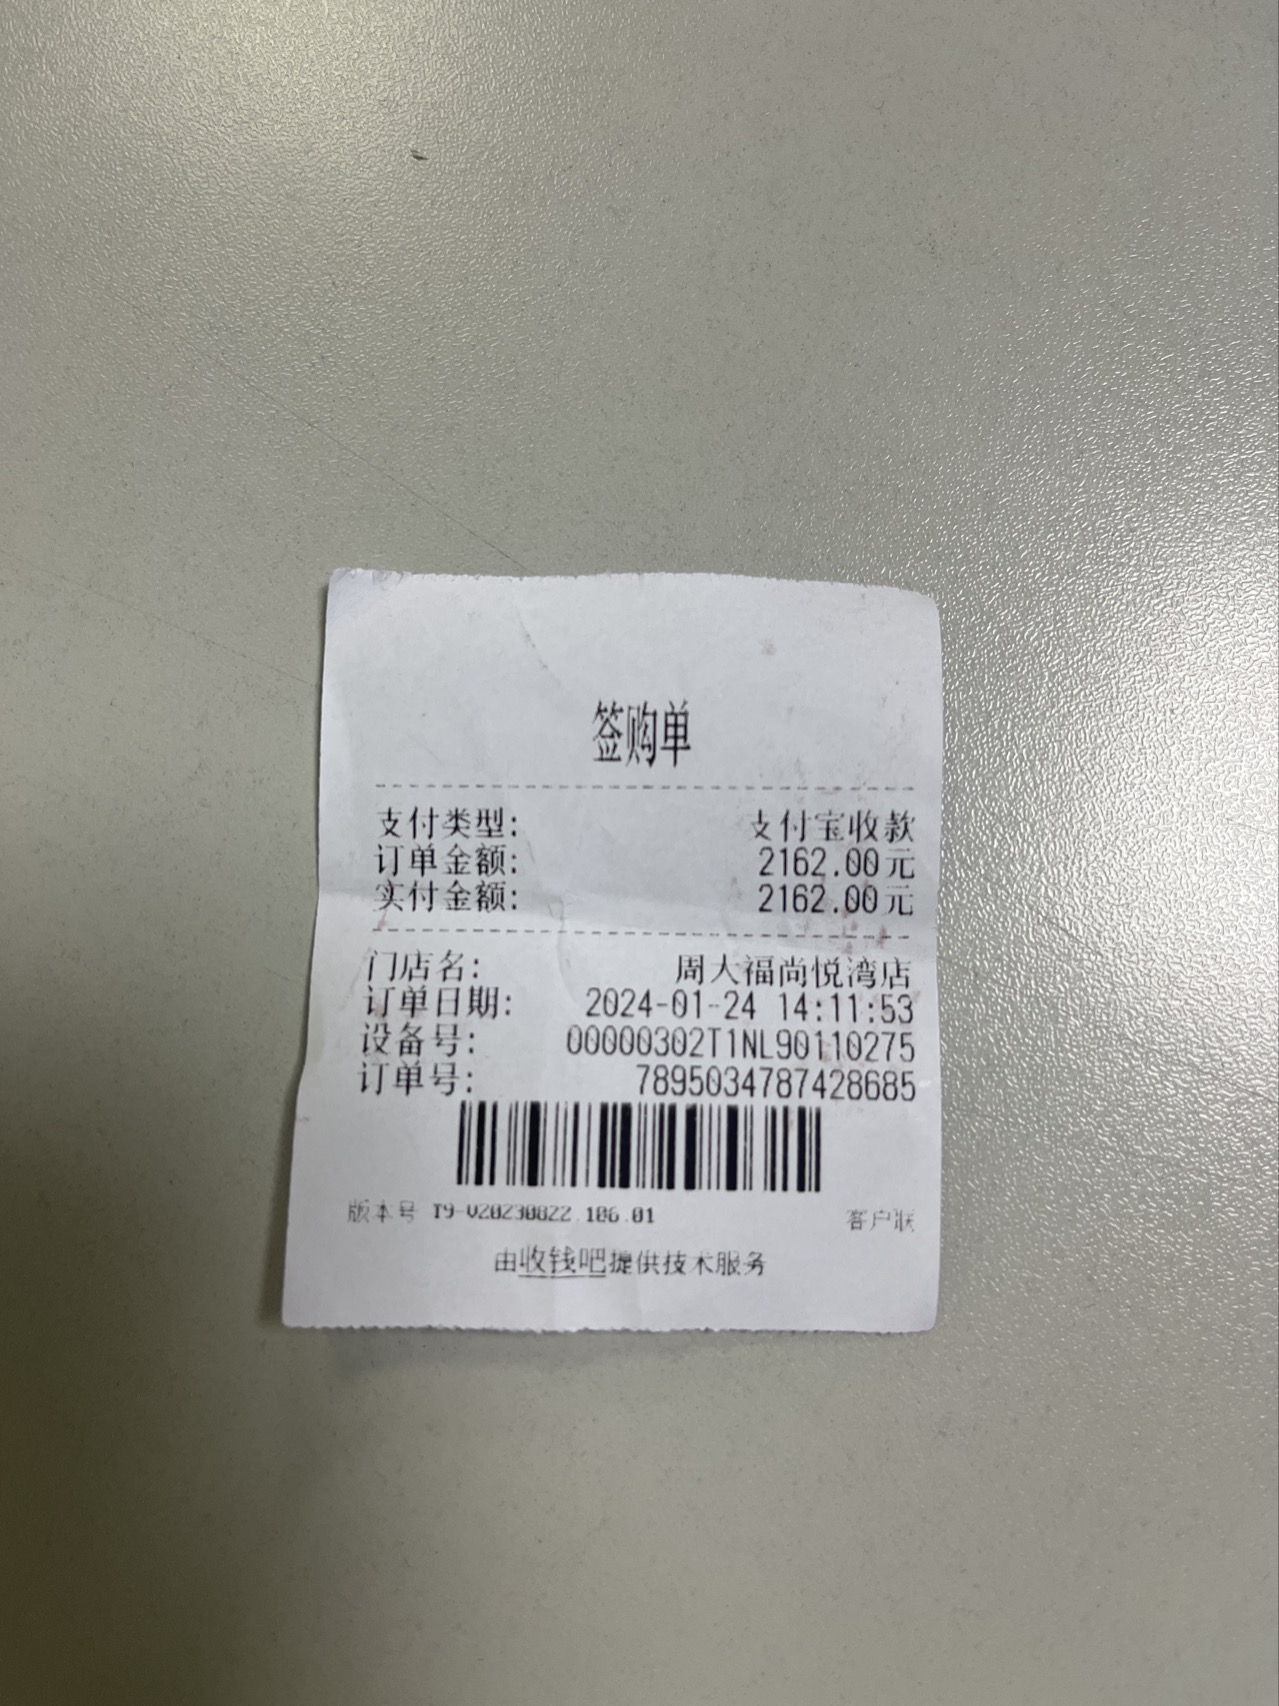 签购单
支付类型: 支付宝收款
订单金额: 2162.00元
实付金额: 2162.00元
门店名: 周大福尚悦湾店
订单日期: 2024-01-24 14:11:53
设备号: 00000302T1NL90110275
订单号: 7895034787428685
版本号 T9-V20230822.106.01 客户联
由收钱吧提供技术服务